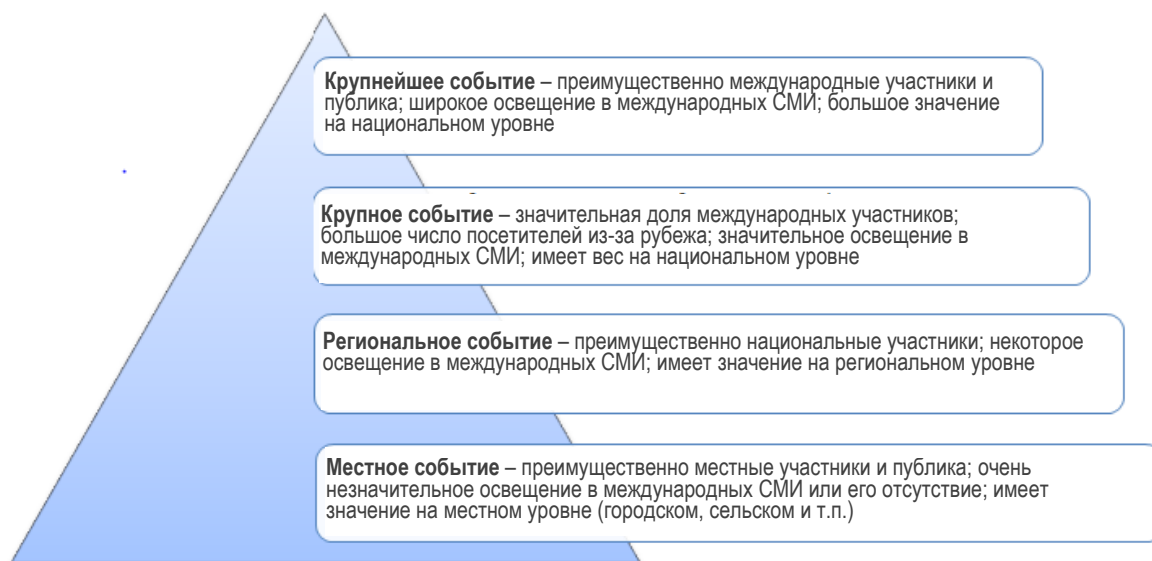 Крупнейшее событие – преимущественно международные участники и
публика; широкое освещение в международных СМИ; большое значение
на национальном уровне
Крупное событие – значительная доля международных участников;
большое число посетителей из-за рубежа; значительное освещение в
международных СМИ; имеет вес на национальном уровне
Региональное событие – преимущественно национальные участники; некоторое
освещение в международных СМИ; имеет значение на региональном уровне
Местное событие – преимущественно местные участники и публика; очень
незначительное освещение в международных СМИ или его отсутствие; имеет
значение на местном уровне (городском, сельском и т.п.)